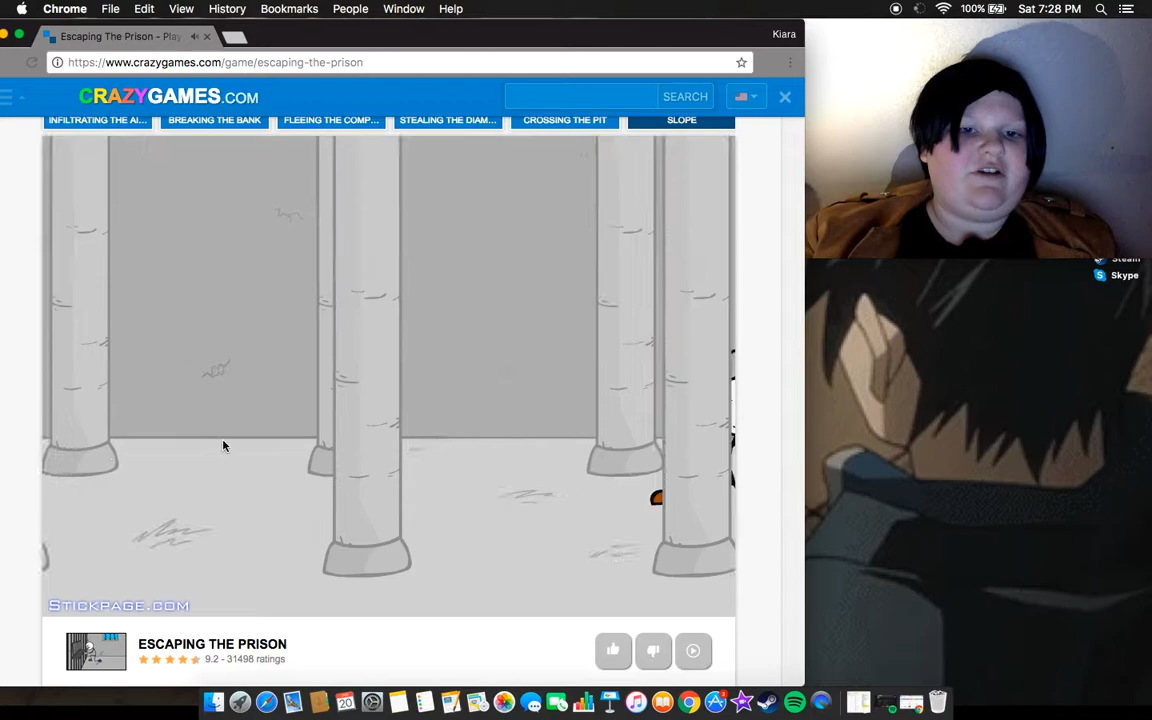 Chrome File Edit View History Bookmarks People Window Help 100% Sat 7:28 PM
Escaping The Prison - Play Kiara
https://www.crazygames.com/game/escaping-the-prison
CRAZYGAMES.COM SEARCH
INFILTRATING THE AI... BREAKING THE BANK FLEEING THE COMP... STEALING THE DIAM... CROSSING THE PIT SLOPE
Steam
Skype
STICKPAGE.COM
ESCAPING THE PRISON
9.2 - 31498 ratings
20